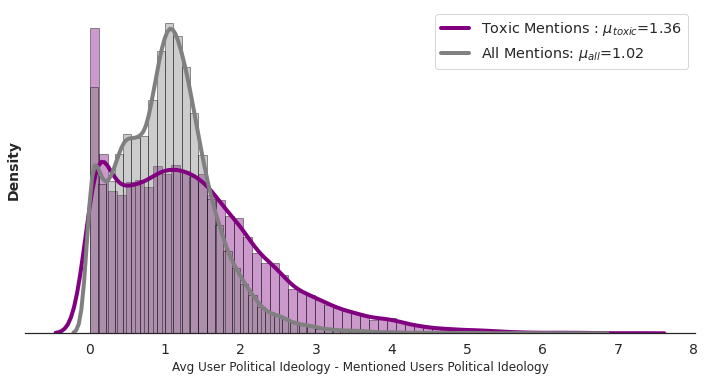 Toxic Mentions : μtoxic=1.36
All Mentions: μall=1.02
Density
0 1 2 3 4 5 6 7 8
Avg User Political Ideology - Mentioned Users Political Ideology